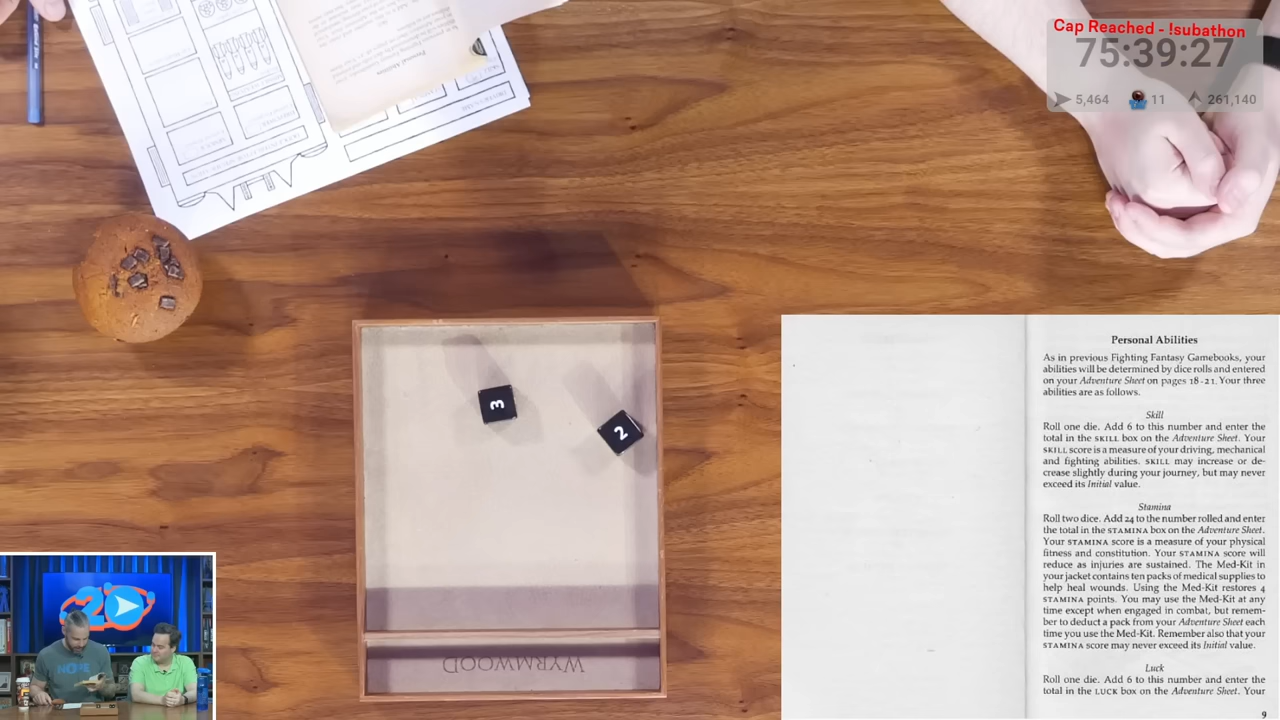 Cap Reached - !subathon
75:39:27
5,464
11
261,140
Personal Abilities
3
2
WYRMWOOD
20
NOPE
Personal Abilities
As in previous Fighting Fantasy Gamebooks, your
abilities will be determined by dice rolls and entered
on your Adventure Sheet on pages 18-21. Your three
abilities are as follows.
Skill
Roll one die. Add 6 to this number and enter the
total in the SKILL box on the Adventure Sheet. Your
SKILL score is a measure of your driving, mechanical
and fighting abilities. SKILL may increase or de-
crease slightly during your journey, but may never
exceed its Initial value.
Stamina
Roll two dice. Add 24 to the number rolled and enter
the total in the STAMINA box on the Adventure Sheet.
Your STAMINA score is a measure of your physical
fitness and constitution. Your STAMINA score will
reduce as injuries are sustained. The Med-Kit in
your jacket contains ten packs of medical supplies to
help heal wounds. Using the Med-Kit restores 4
STAMINA points. You may use the Med-Kit at any
time except when engaged in combat, but remem-
ber to deduct a pack from your Adventure Sheet each
time you use the Med-Kit. Remember also that your
STAMINA score may never exceed its Initial value.
Luck
Roll one die. Add 6 to this number and enter the
total in the LUCK box on the Adventure Sheet. Your
9